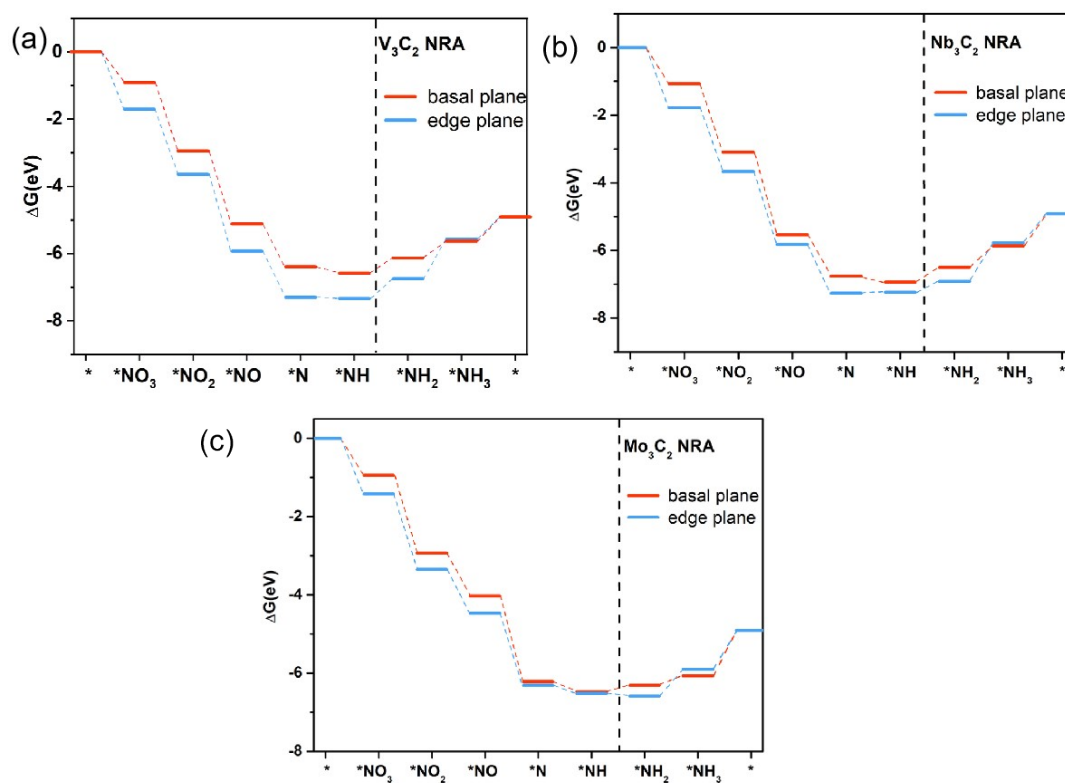 (a)
V₃C₂ NRA
basal plane
edge plane
ΔG(eV)
0
-2
-4
-6
-8
* *NO₃ *NO₂ *NO *N *NH *NH₂ *NH₃ *
(b)
Nb₃C₂ NRA
basal plane
edge plane
ΔG(eV)
0
-2
-4
-6
-8
* *NO₃ *NO₂ *NO *N *NH *NH₂ *NH₃ *
(c)
Mo₃C₂ NRA
basal plane
edge plane
ΔG(eV)
0
-2
-4
-6
-8
* *NO₃ *NO₂ *NO *N *NH *NH₂ *NH₃ *